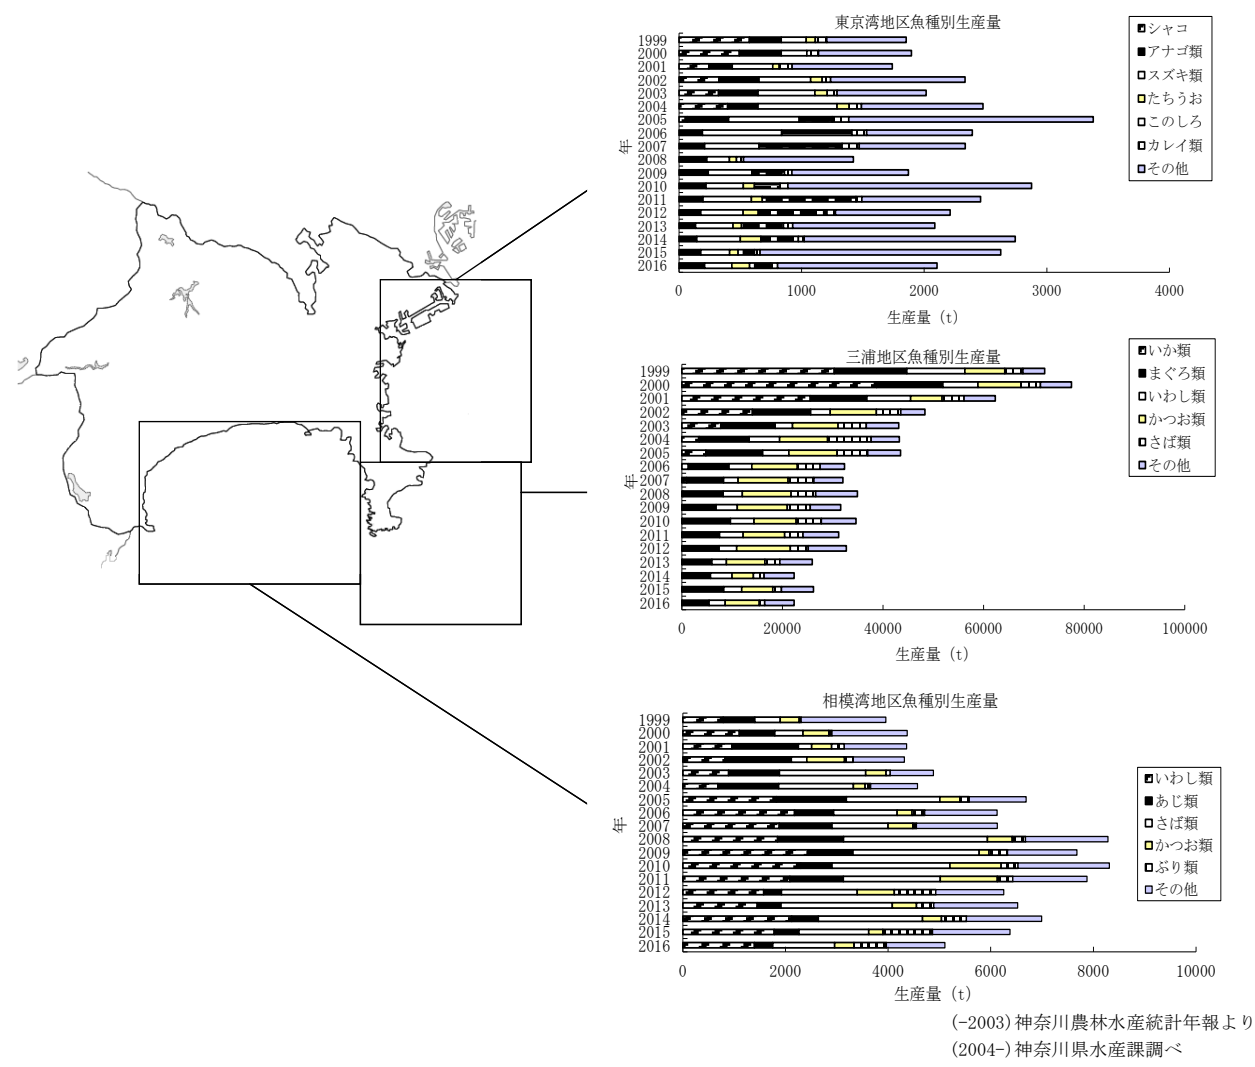 東京湾地区魚種別生産量
年
1999
2000
2001
2002
2003
2004
2005
2006
2007
2008
2009
2010
2011
2012
2013
2014
2015
2016
0 1000 2000 3000 4000
生産量 (t)
シャコ
アナゴ類
スズキ類
たちうお
このしろ
カレイ類
その他
三浦地区魚種別生産量
年
1999
2000
2001
2002
2003
2004
2005
2006
2007
2008
2009
2010
2011
2012
2013
2014
2015
2016
0 20000 40000 60000 80000 100000
生産量 (t)
いか類
まぐろ類
いわし類
かつお類
さば類
その他
相模湾地区魚種別生産量
年
1999
2000
2001
2002
2003
2004
2005
2006
2007
2008
2009
2010
2011
2012
2013
2014
2015
2016
0 2000 4000 6000 8000 10000
生産量 (t)
いわし類
あじ類
さば類
かつお類
ぶり類
その他
(-2003)神奈川農林水産統計年報より
(2004-)神奈川県水産課調べ